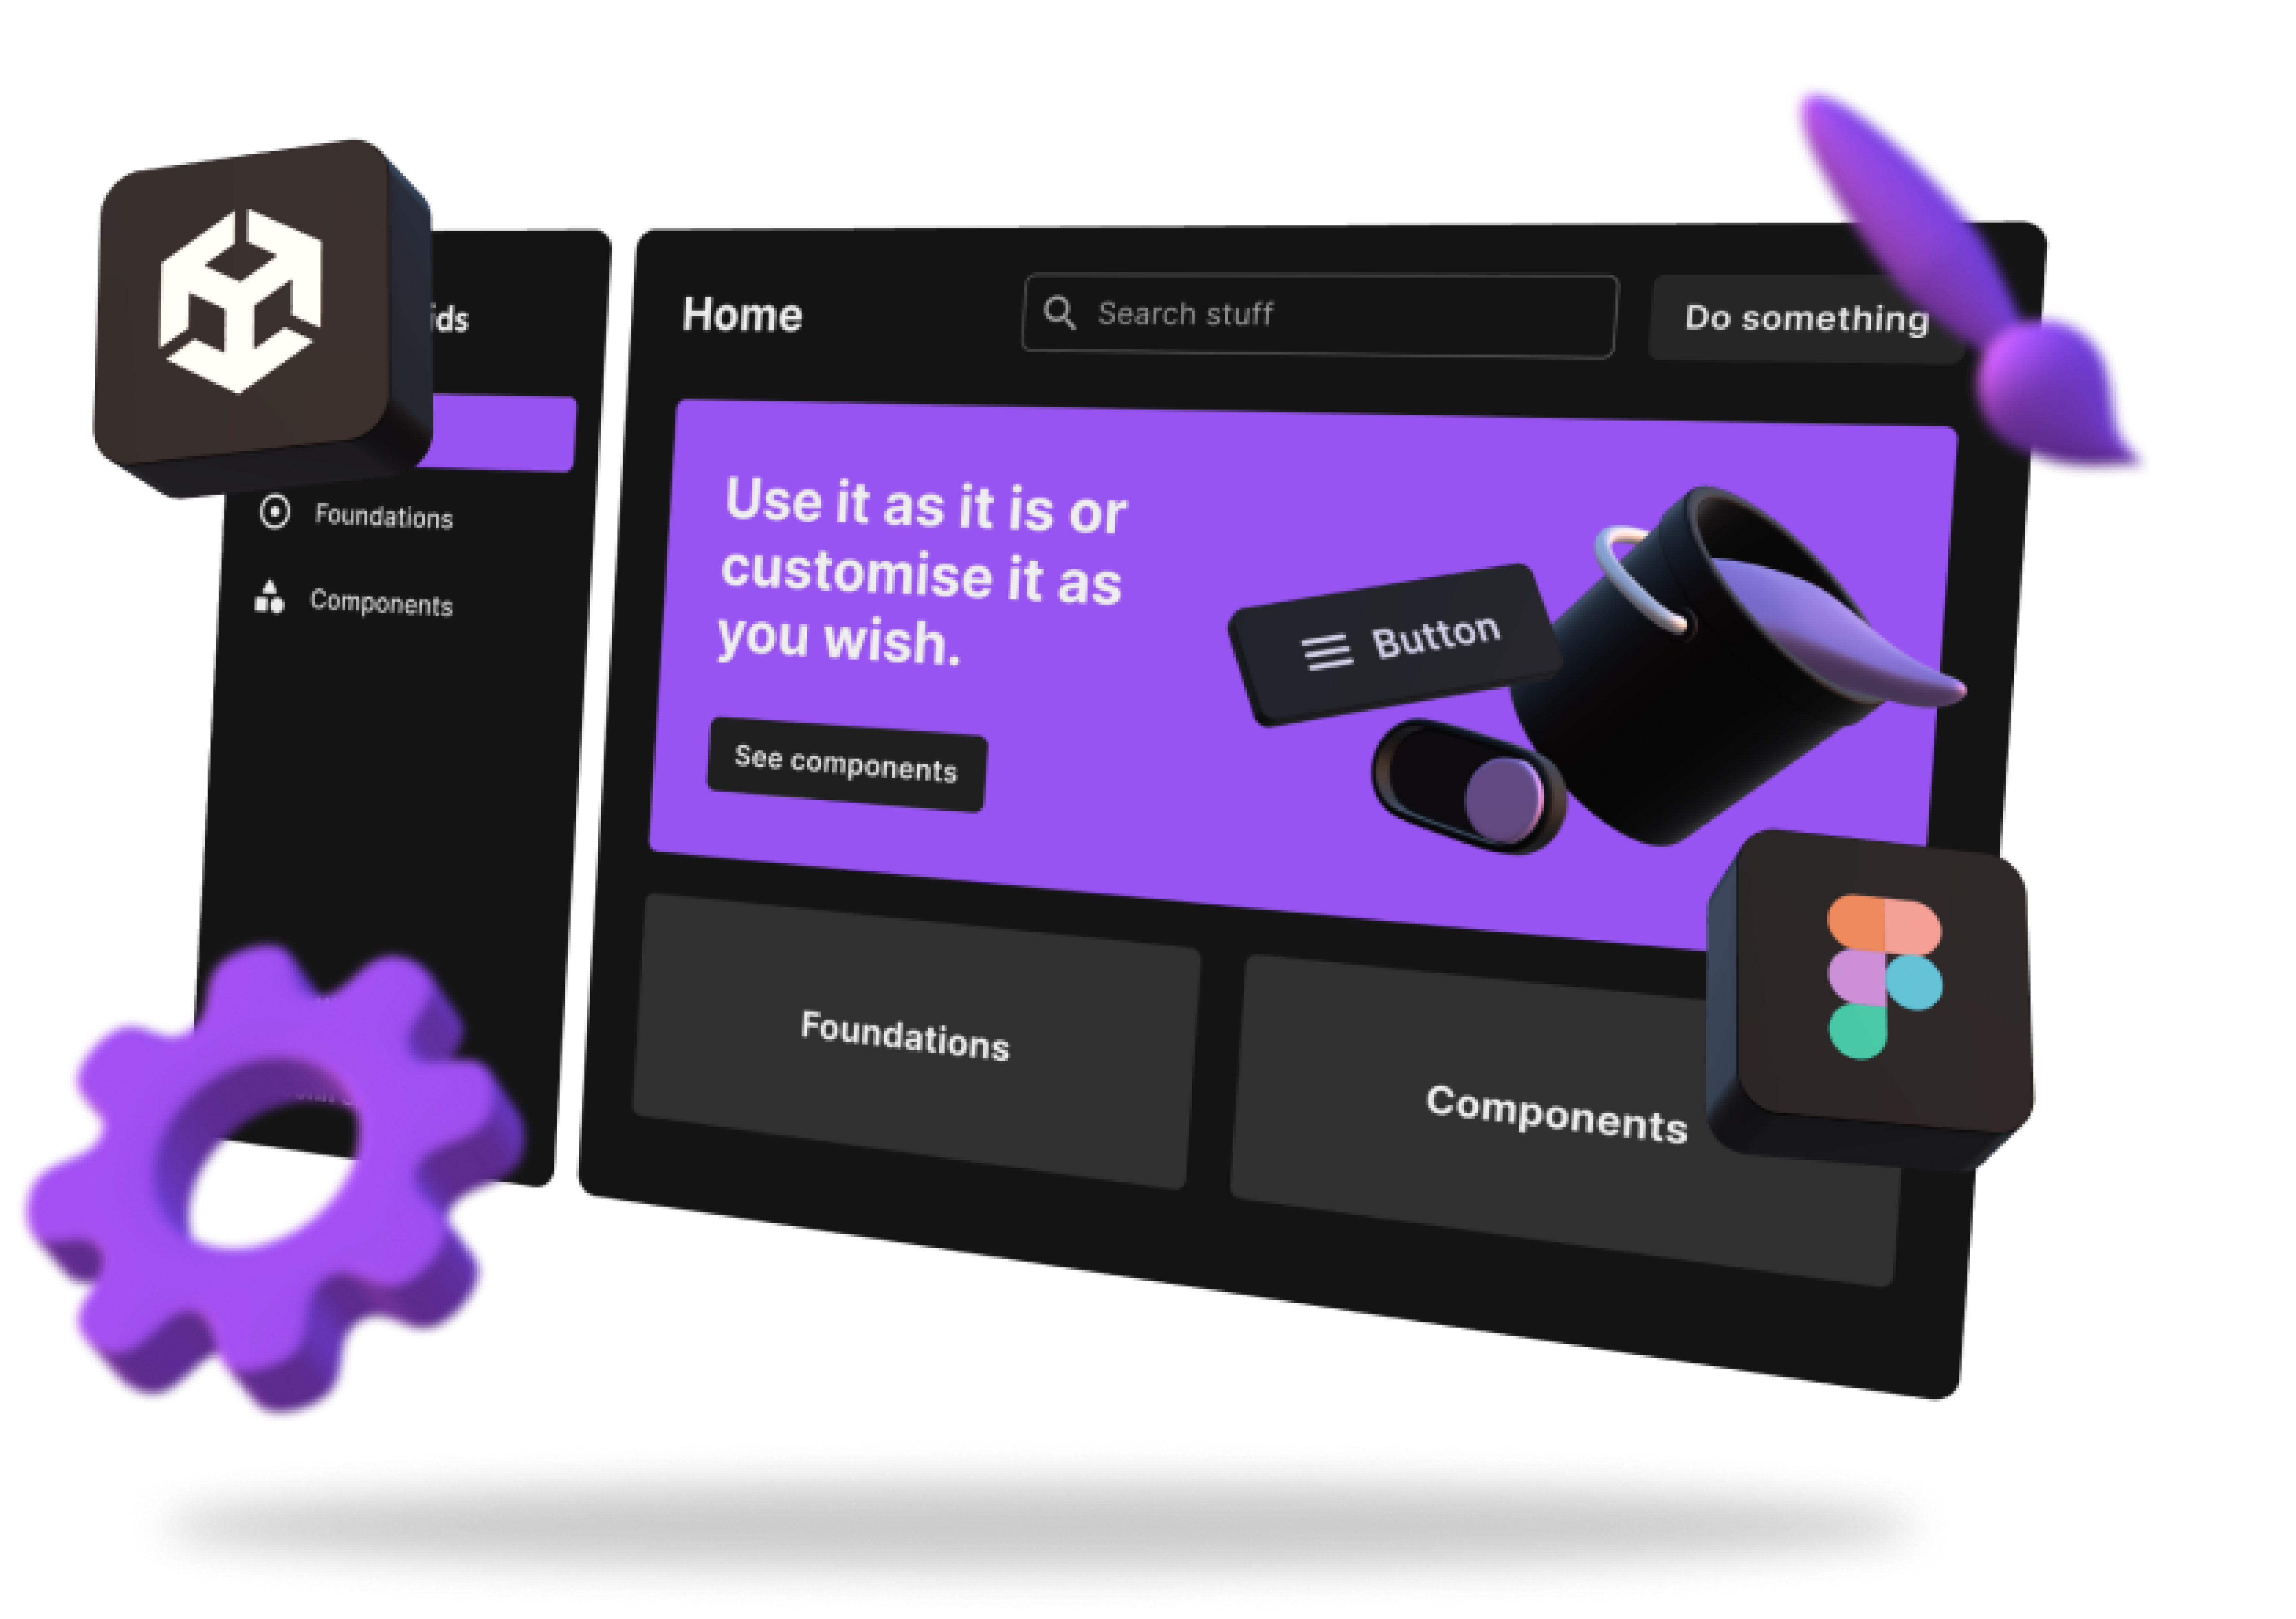 Home
Search stuff
Do something
Foundations
Components
Use it as it is or
customise it as
you wish.
See components
Button
Foundations
Components